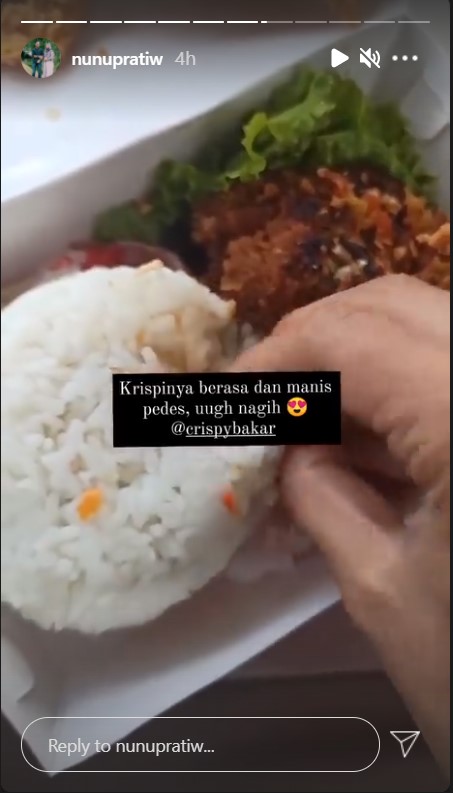 nunupratiw 4h
Krispinya berasa dan manis
pedes, uugh nagih 😍
@crispybakar
Reply to nunupratiw...